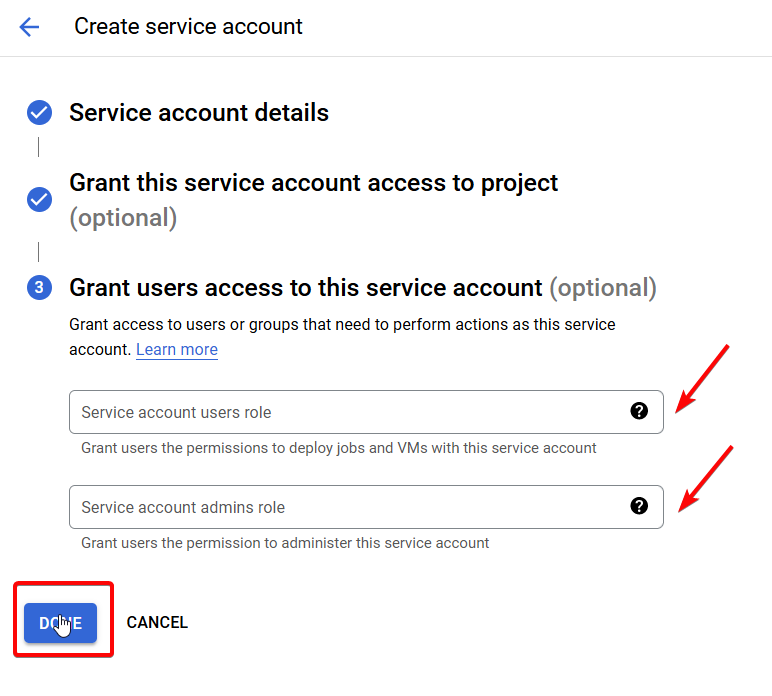 Create service account
Service account details
Grant this service account access to project
(optional)
3
Grant users access to this service account (optional)
Grant access to users or groups that need to perform actions as this service
account. Learn more
Service account users role
Grant users the permissions to deploy jobs and VMs with this service account
Service account admins role
Grant users the permission to administer this service account
DONE CANCEL